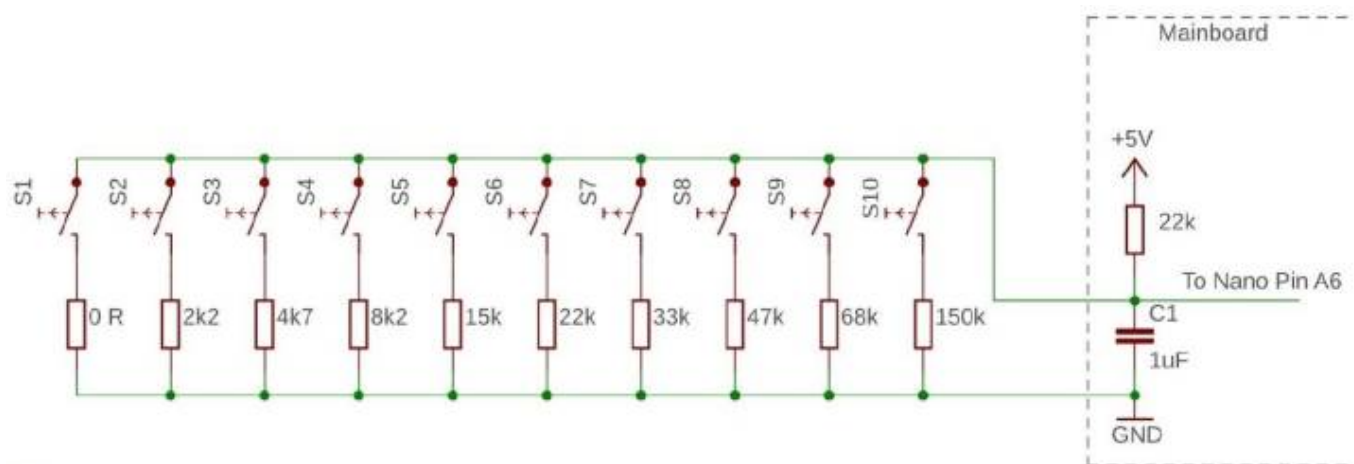 Mainboard
+5V
S1
S2
S3
S4
S5
S6
S7
S8
S9
S10
22k
To Nano Pin A6
0 R
2k2
4k7
8k2
15k
22k
33k
47k
68k
150k
C1
1uF
GND